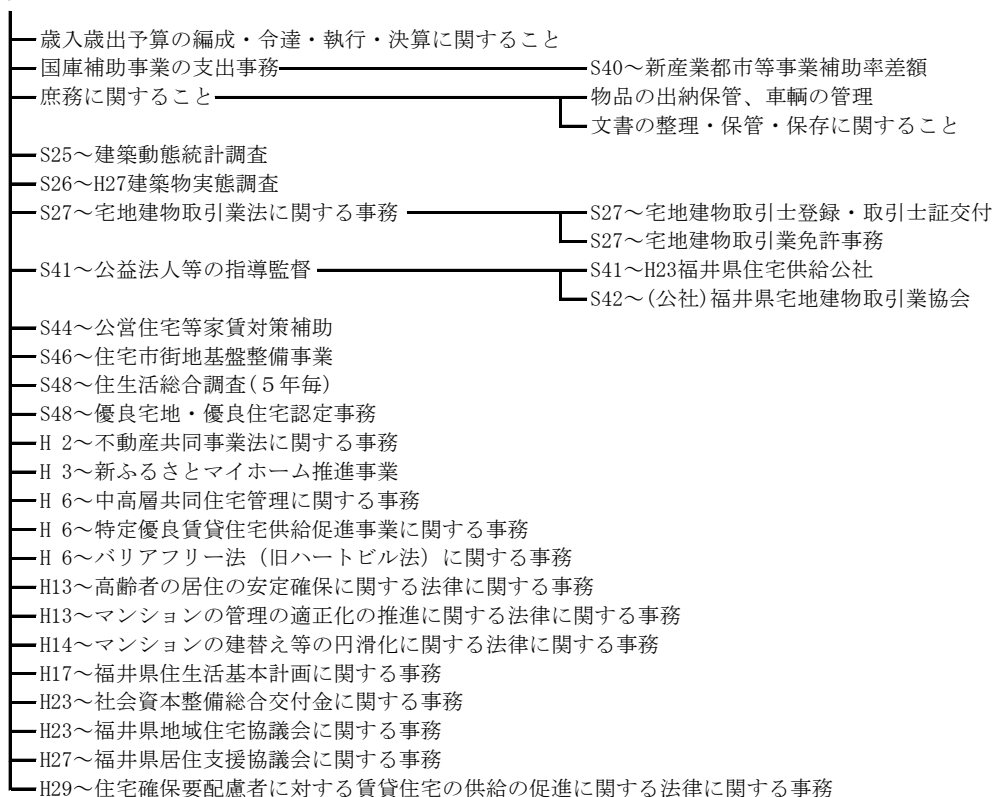 歳入歳出予算の編成・令達・執行・決算に関すること
国庫補助事業の支出事務 S40～新産業都市等事業補助率差額
庶務に関すること 物品の出納保管、車輌の管理
文書の整理・保管・保存に関すること
S25～建築動態統計調査
S26～H27建築物実態調査
S27～宅地建物取引業法に関する事務 S27～宅地建物取引士登録・取引士証交付
S27～宅地建物取引業免許事務
S41～公益法人等の指導監督 S41～H23福井県住宅供給公社
S42～(公社)福井県宅地建物取引業協会
S44～公営住宅等家賃対策補助
S46～住宅市街地基盤整備事業
S48～住生活総合調査(５年毎)
S48～優良宅地・優良住宅認定事務
H 2～不動産共同事業法に関する事務
H 3～新ふるさとマイホーム推進事業
H 6～中高層共同住宅管理に関する事務
H 6～特定優良賃貸住宅供給促進事業に関する事務
H 6～バリアフリー法（旧ハートビル法）に関する事務
H13～高齢者の居住の安定確保に関する法律に関する事務
H13～マンションの管理の適正化の推進に関する法律に関する事務
H14～マンションの建替え等の円滑化に関する法律に関する事務
H17～福井県住生活基本計画に関する事務
H23～社会資本整備総合交付金に関する事務
H23～福井県地域住宅協議会に関する事務
H27～福井県居住支援協議会に関する事務
H29～住宅確保要配慮者に対する賃貸住宅の供給の促進に関する法律に関する事務